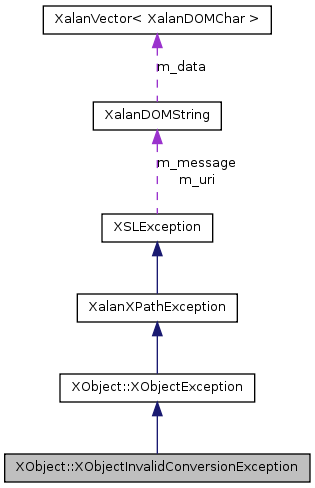 XalanVector< XalanDOMChar >
m_data
XalanDOMString
m_message
m_uri
XSLException
XalanXPathException
XObject::XObjectException
XObject::XObjectInvalidConversionException